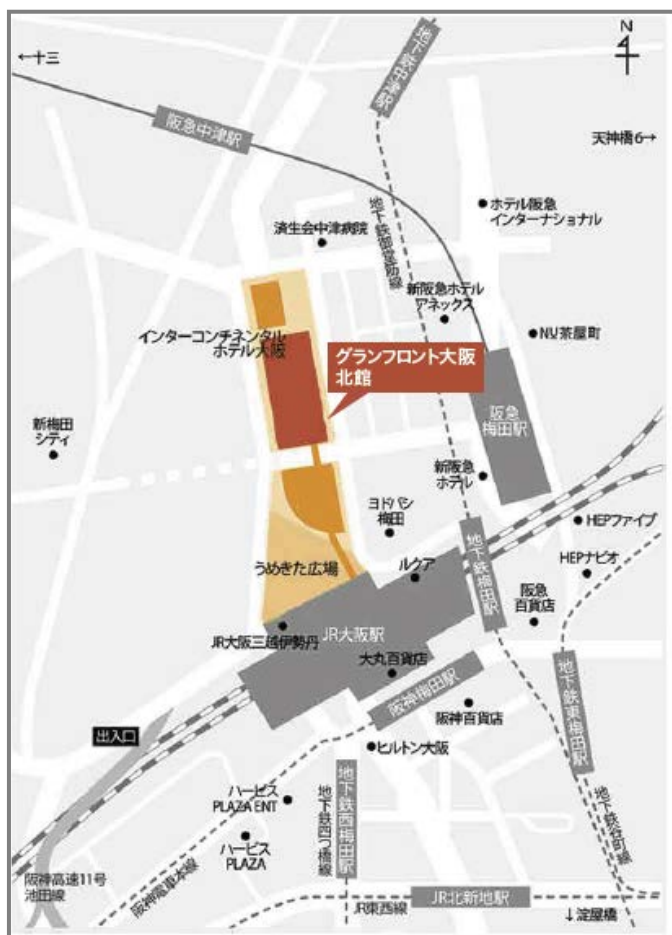 N
←十三
地下鉄中津駅
阪急中津駅
天神橋6→
ホテル阪急
インターナショナル
済生会中津病院
地下鉄御堂筋線
新阪急ホテル
アネックス
NU茶屋町
インターコンチネンタル
ホテル大阪
グランフロント大阪
北館
阪急
梅田駅
新梅田
シティ
新阪急
ホテル
ヨドバシ
梅田
HEPファイブ
地下鉄梅田駅
うめきた広場
ルクア
HEPナビオ
阪急
百貨店
JR大阪駅
JR大阪三越伊勢丹
大丸百貨店
阪神梅田駅
地下鉄東梅田駅
阪神百貨店
出入口
ヒルトン大阪
ハービス
PLAZA ENT
地下鉄四つ橋線
地下鉄西梅田駅
地下鉄谷町線
ハービス
PLAZA
阪神高速11号
池田線
阪神電車本線
JR東西線
JR北新地駅
↓淀屋橋